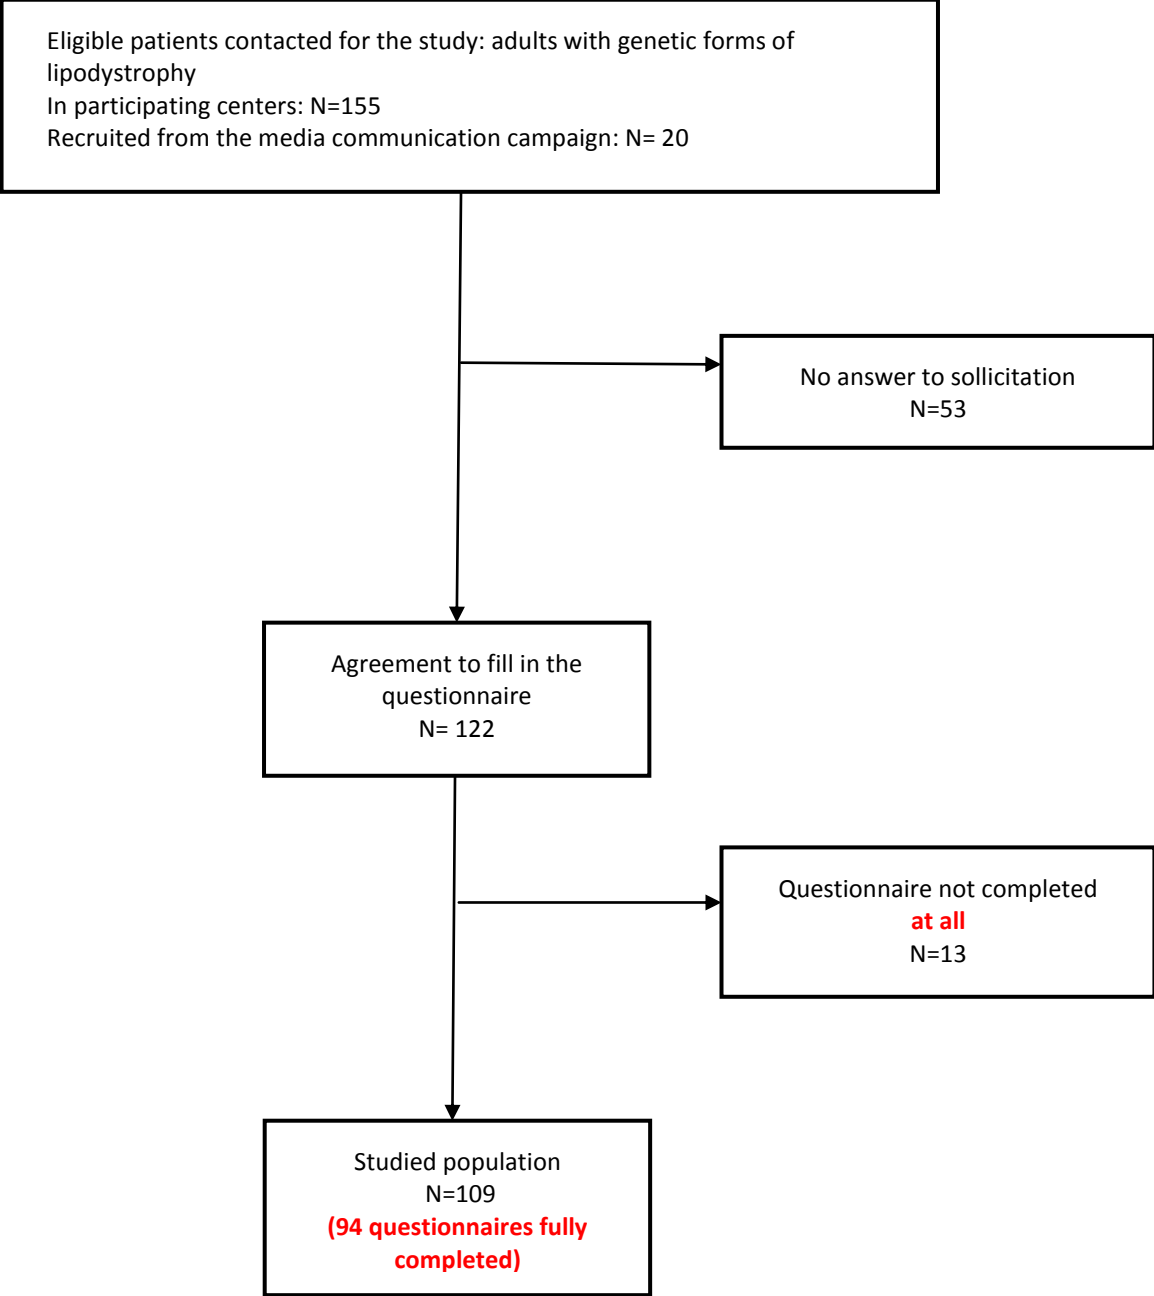 Eligible patients contacted for the study: adults with genetic forms of
lipodystrophy
In participating centers: N=155
Recruited from the media communication campaign: N= 20
No answer to sollicitation
N=53
Agreement to fill in the
questionnaire
N= 122
Questionnaire not completed
at all
N=13
Studied population
N=109
(94 questionnaires fully
completed)